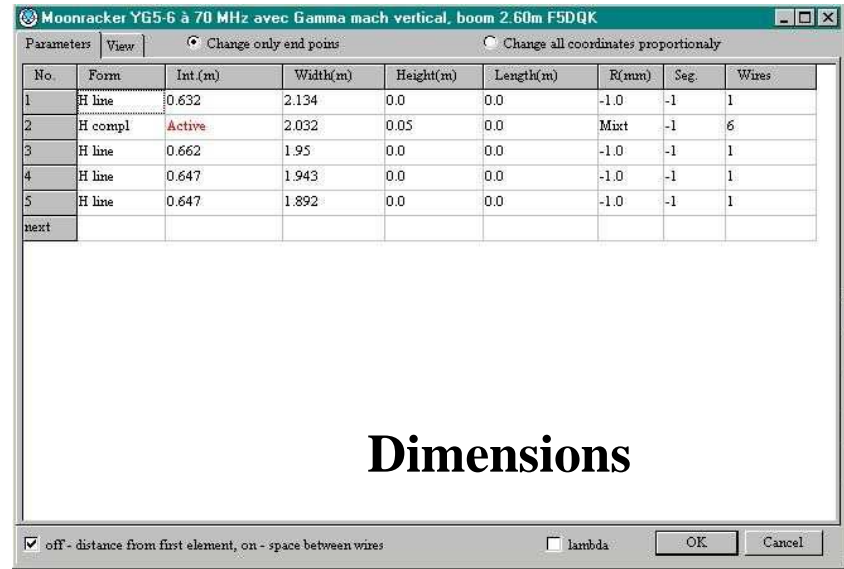 Moonracker YG5-6 à 70 MHz avec Gamma mach vertical, boom 2.60m F5DQK
Parameters View Change only end poins Change all coordinates proportionaly
No. Form Int.(m) Width(m) Height(m) Length(m) R(mm) Seg. Wires
1 H line 0.632 2.134 0.0 0.0 -1.0 -1 1
2 H compl Active 2.032 0.05 0.0 Mixt -1 6
3 H line 0.662 1.95 0.0 0.0 -1.0 -1 1
4 H line 0.647 1.943 0.0 0.0 -1.0 -1 1
5 H line 0.647 1.892 0.0 0.0 -1.0 -1 1
next
Dimensions
off - distance from first element, on - space between wires lambda OK Cancel